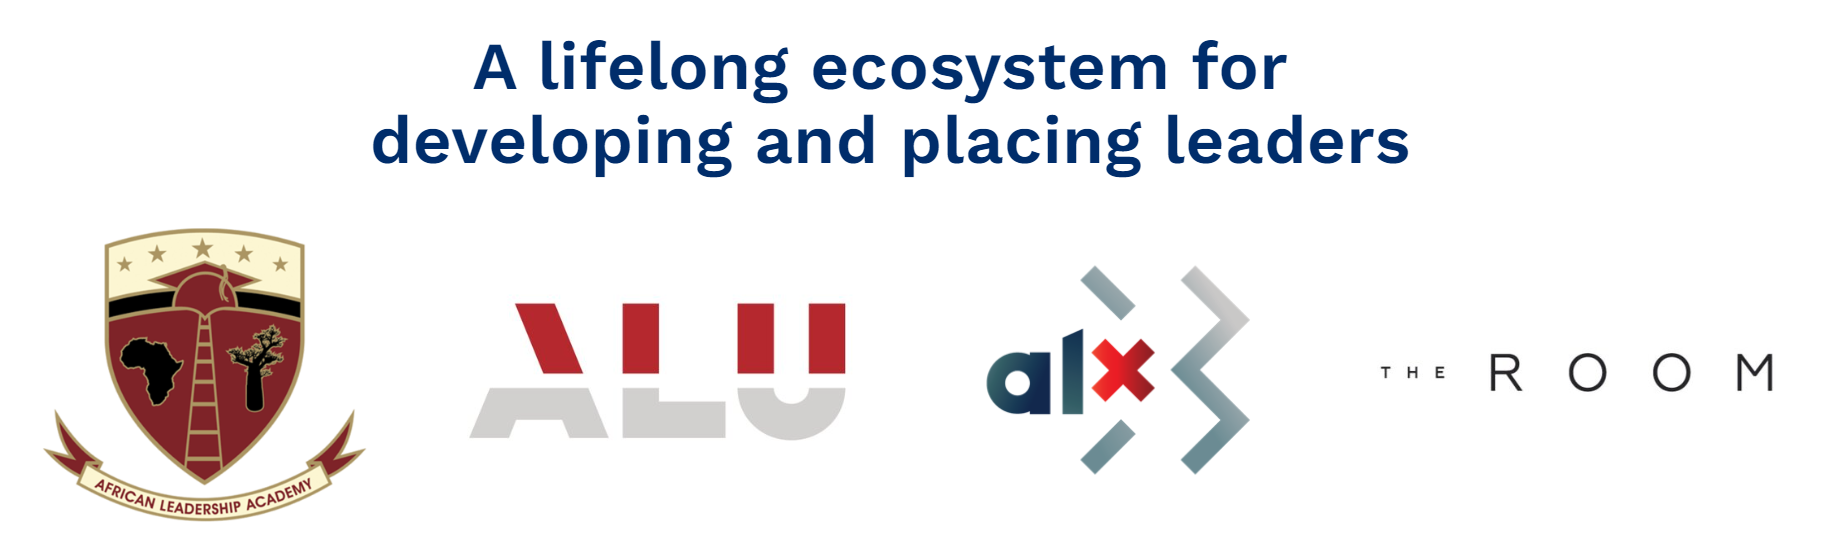 A lifelong ecosystem for
developing and placing leaders
AFRICAN LEADERSHIP ACADEMY
ALU
alx
THE ROOM